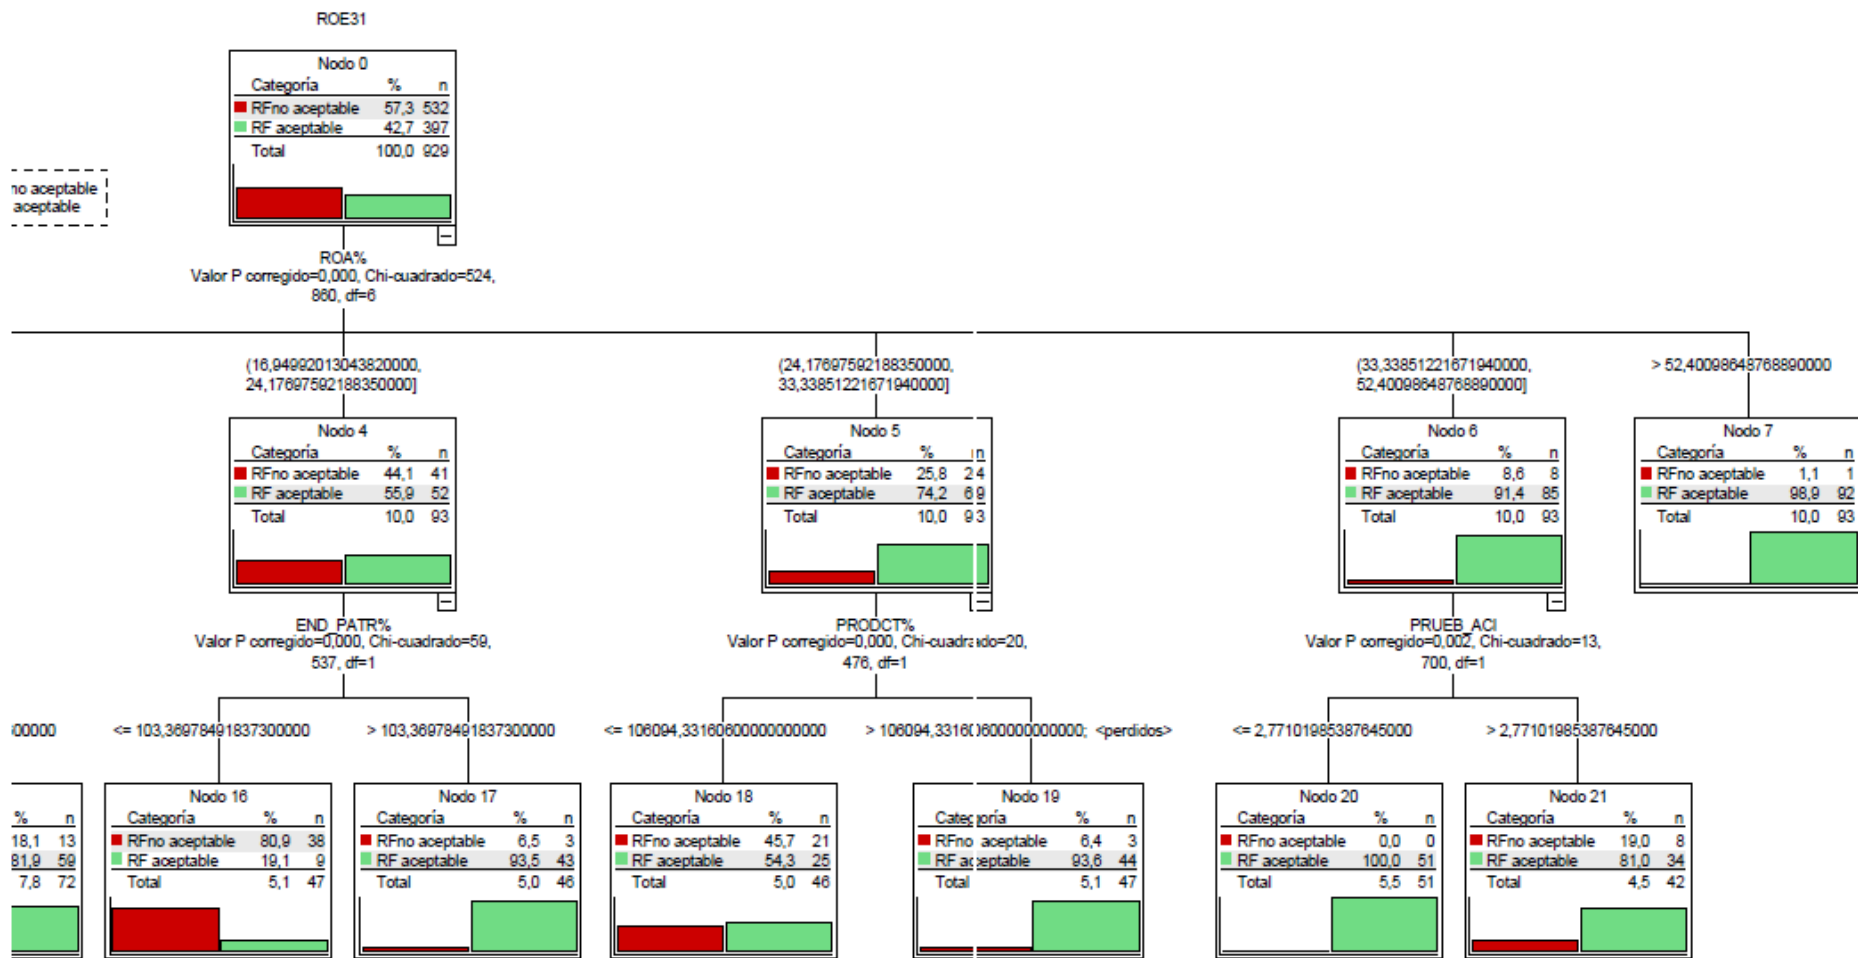 ROE31
Nodo 0
Categoría % n
RFno aceptable 57,3 532
RF aceptable 42,7 397
Total 100,0 929
no aceptable
aceptable
ROA%
Valor P corregido=0,000, Chi-cuadrado=524,
860, df=6
(16,949920130438200000,
24,17697592188350000]
(24,17697592188350000,
33,33851221671940000]
(33,33851221671940000,
52,40098648768890000]
> 52,40098648768890000
Nodo 4
Categoría % n
RFno aceptable 44,1 41
RF aceptable 55,9 52
Total 10,0 93
Nodo 5
Categoría % n
RFno aceptable 25,8 24
RF aceptable 74,2 69
Total 10,0 93
Nodo 6
Categoría % n
RFno aceptable 8,6 8
RF aceptable 91,4 85
Total 10,0 93
Nodo 7
Categoría % n
RFno aceptable 1,1 1
RF aceptable 98,9 92
Total 10,0 93
END_PATR%
Valor P corregido=0,000, Chi-cuadrado=59,
537, df=1
PRODCT%
Valor P corregido=0,000, Chi-cuadrado=20,
476, df=1
PRUEB_ACI
Valor P corregido=0,002, Chi-cuadrado=13,
700, df=1
00000
<= 103,36978491837300000
> 103,36978491837300000
<= 106094,33160600000000000
> 106094,33160600000000000; <perdidos>
<= 2,77101985387645000
> 2,77101985387645000
% n
18,1 13
81,9 59
7,8 72
Nodo 16
Categoría % n
RFno aceptable 80,9 38
RF aceptable 19,1 9
Total 5,1 47
Nodo 17
Categoría % n
RFno aceptable 6,5 3
RF aceptable 93,5 43
Total 5,0 46
Nodo 18
Categoría % n
RFno aceptable 45,7 21
RF aceptable 54,3 25
Total 5,0 46
Nodo 19
Categoría % n
RFno aceptable 6,4 3
RF aceptable 93,6 44
Total 5,1 47
Nodo 20
Categoría % n
RFno aceptable 0,0 0
RF aceptable 100,0 51
Total 5,5 51
Nodo 21
Categoría % n
RFno aceptable 19,0 8
RF aceptable 81,0 34
Total 4,5 42